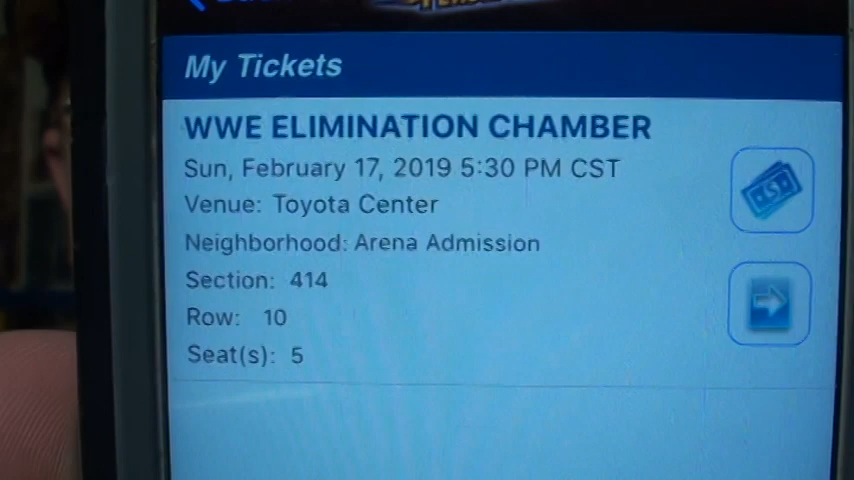 My Tickets
WWE ELIMINATION CHAMBER
Sun, February 17, 2019 5:30 PM CST
Venue: Toyota Center
Neighborhood: Arena Admission
Section: 414
Row: 10
Seat(s): 5